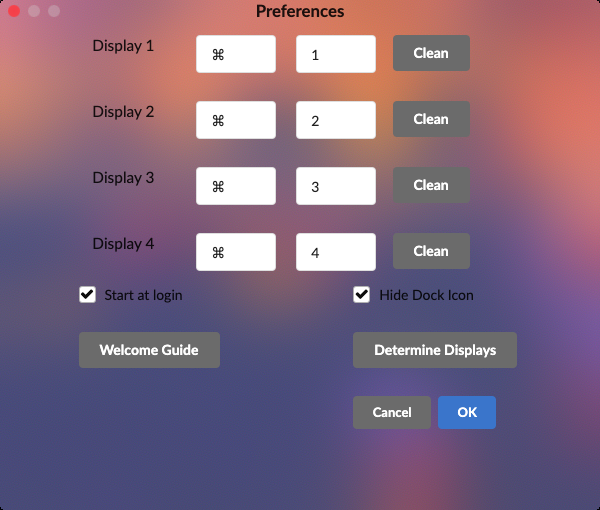 Preferences
Display 1 ⌘ 1 Clean
Display 2 ⌘ 2 Clean
Display 3 ⌘ 3 Clean
Display 4 ⌘ 4 Clean
Start at login Hide Dock Icon
Welcome Guide Determine Displays
Cancel OK